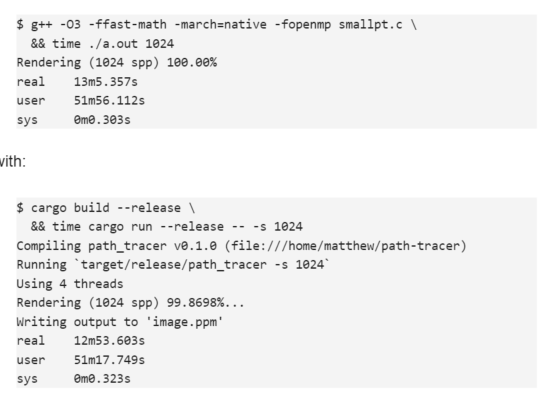 $ g++ -O3 -ffast-math -march=native -fopenmp smallpt.c \
&& time ./a.out 1024
Rendering (1024 spp) 100.00%
real 13m5.357s
user 51m56.112s
sys 0m0.303s
with:
$ cargo build --release \
&& time cargo run --release -- -s 1024
Compiling path_tracer v0.1.0 (file:///home/matthew/path-tracer)
Running `target/release/path_tracer -s 1024`
Using 4 threads
Rendering (1024 spp) 99.8698%...
Writing output to 'image.ppm'
real 12m53.603s
user 51m17.749s
sys 0m0.323s